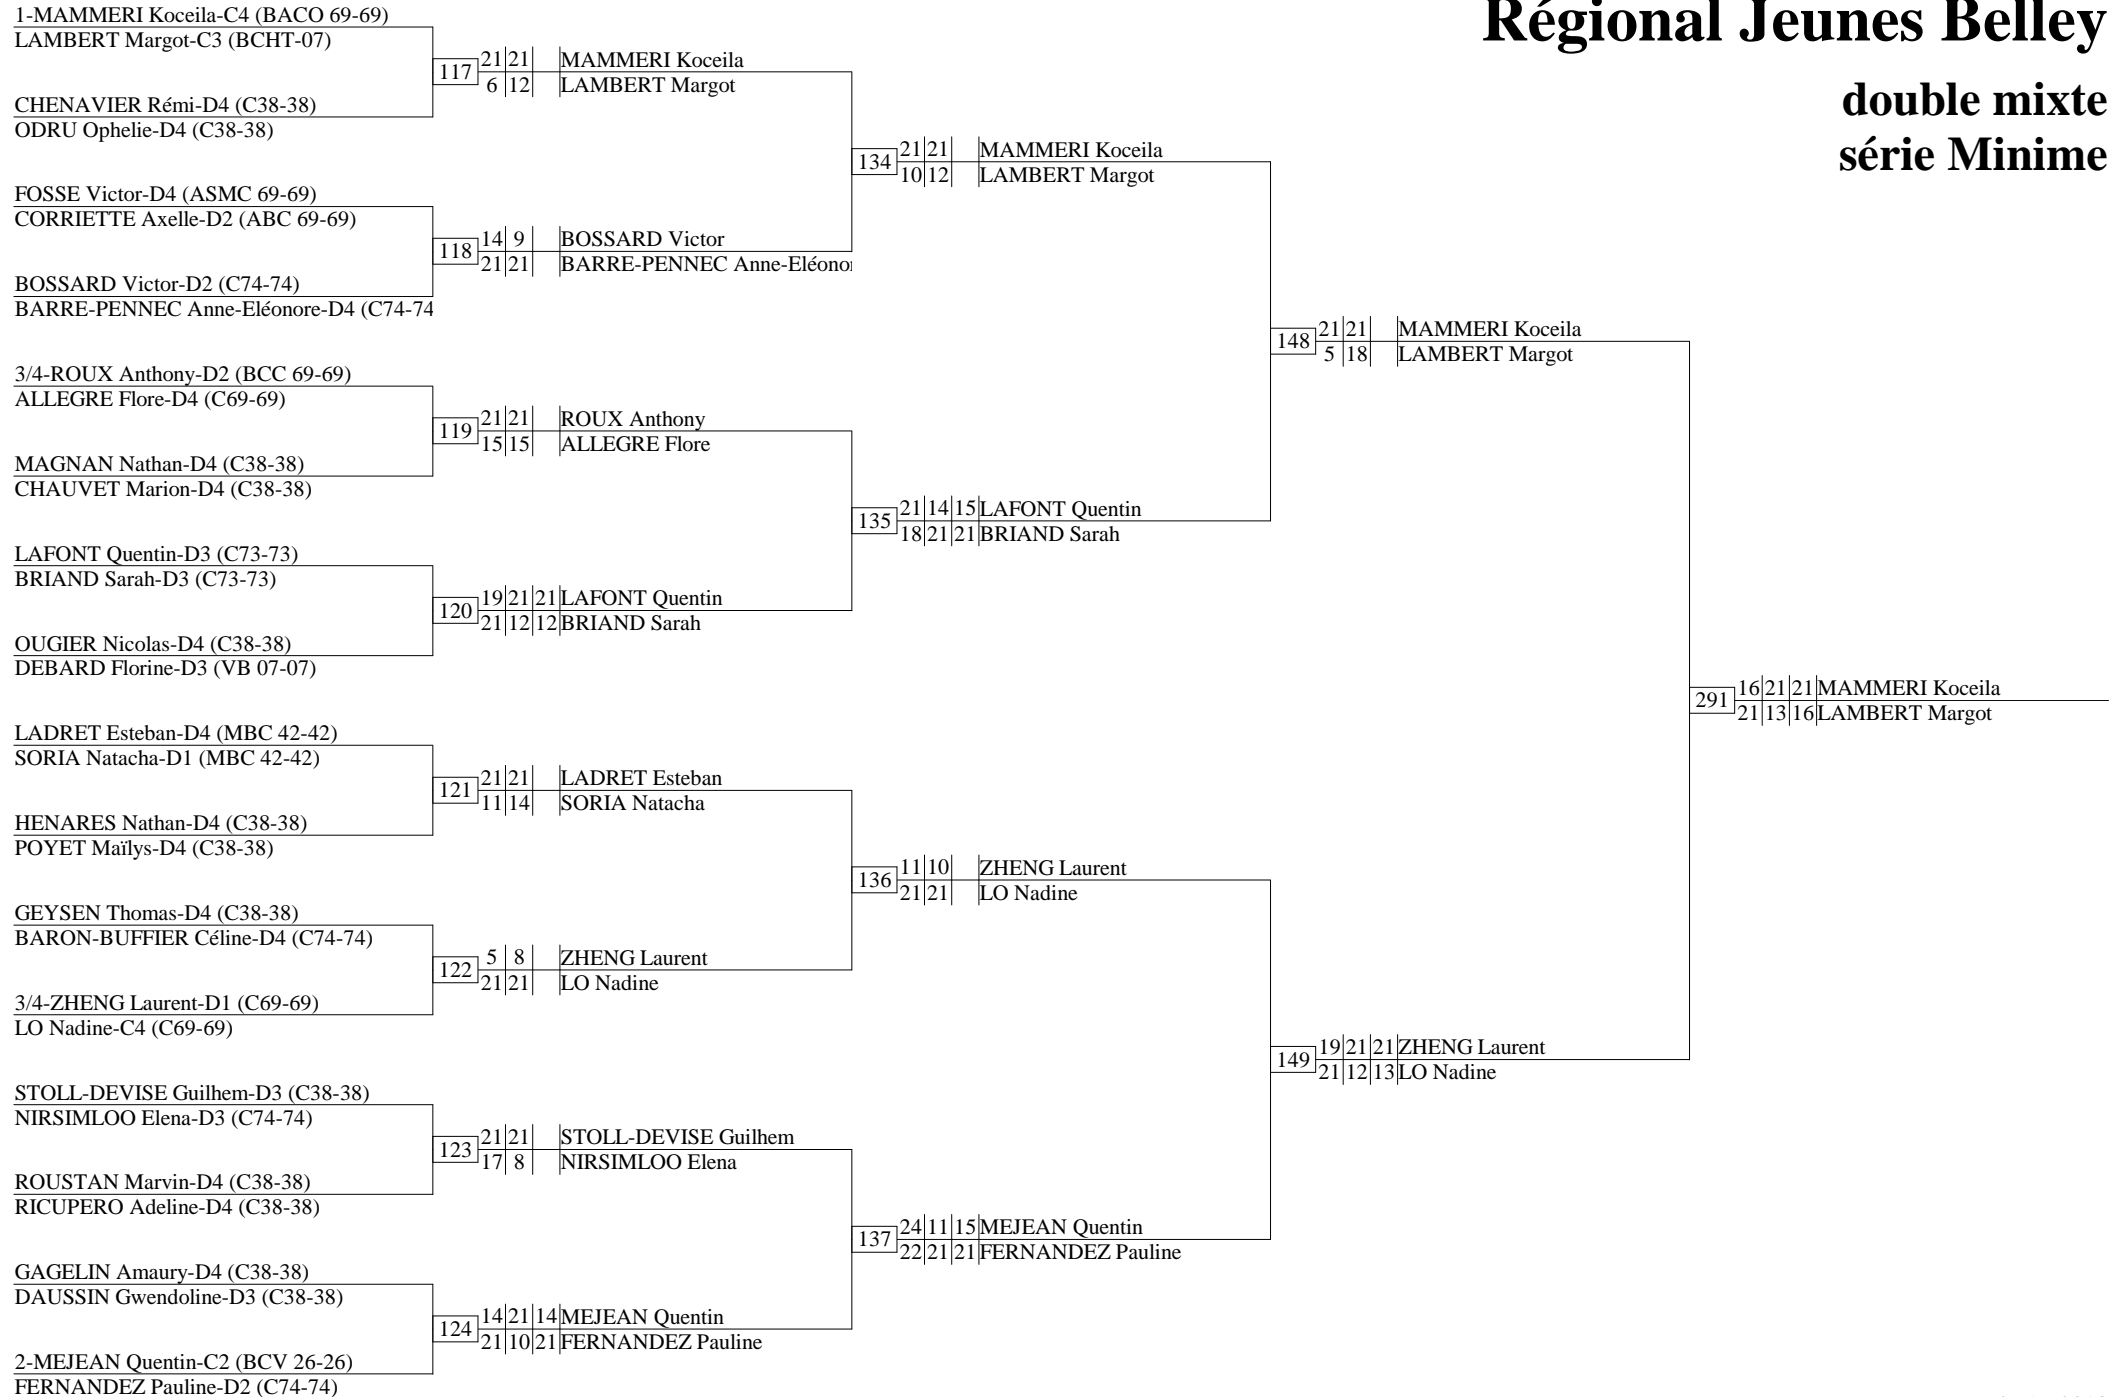 Régional Jeunes Belley
double mixte
série Minime
1-MAMMERI Koceila-C4 (BACO 69-69)
LAMBERT Margot-C3 (BCHT-07)
CHENAVIER Rémi-D4 (C38-38)
ODRU Ophelie-D4 (C38-38)
FOSSE Victor-D4 (ASMC 69-69)
CORRIETTE Axelle-D2 (ABC 69-69)
BOSSARD Victor-D2 (C74-74)
BARRE-PENNEC Anne-Eléonore-D4 (C74-74
3/4-ROUX Anthony-D2 (BCC 69-69)
ALLEGRE Flore-D4 (C69-69)
MAGNAN Nathan-D4 (C38-38)
CHAUVET Marion-D4 (C38-38)
LAFONT Quentin-D3 (C73-73)
BRIAND Sarah-D3 (C73-73)
OUGIER Nicolas-D4 (C38-38)
DEBARD Florine-D3 (VB 07-07)
LADRET Esteban-D4 (MBC 42-42)
SORIA Natacha-D1 (MBC 42-42)
HENARES Nathan-D4 (C38-38)
POYET Maïlys-D4 (C38-38)
GEYSEN Thomas-D4 (C38-38)
BARON-BUFFIER Céline-D4 (C74-74)
3/4-ZHENG Laurent-D1 (C69-69)
LO Nadine-C4 (C69-69)
STOLL-DEVISE Guilhem-D3 (C38-38)
NIRSIMLOO Elena-D3 (C74-74)
ROUSTAN Marvin-D4 (C38-38)
RICUPERO Adeline-D4 (C38-38)
GAGELIN Amaury-D4 (C38-38)
DAUSSIN Gwendoline-D3 (C38-38)
2-MEJEAN Quentin-C2 (BCV 26-26)
FERNANDEZ Pauline-D2 (C74-74)
117
21 21 MAMMERI Koceila
6 12 LAMBERT Margot
118
14 9 BOSSARD Victor
21 21 BARRE-PENNEC Anne-Eléonor
119
21 21 ROUX Anthony
15 15 ALLEGRE Flore
120
19 21 21 LAFONT Quentin
21 12 12 BRIAND Sarah
121
21 21 LADRET Esteban
11 14 SORIA Natacha
122
5 8 ZHENG Laurent
21 21 LO Nadine
123
21 21 STOLL-DEVISE Guilhem
17 8 NIRSIMLOO Elena
124
14 21 14 MEJEAN Quentin
21 10 21 FERNANDEZ Pauline
134
21 21 MAMMERI Koceila
10 12 LAMBERT Margot
135
21 14 15 LAFONT Quentin
18 21 21 BRIAND Sarah
136
11 10 ZHENG Laurent
21 21 LO Nadine
137
24 11 15 MEJEAN Quentin
22 21 21 FERNANDEZ Pauline
148
21 21 MAMMERI Koceila
5 18 LAMBERT Margot
149
19 21 21 ZHENG Laurent
21 12 13 LO Nadine
291
16 21 21 MAMMERI Koceila
21 13 16 LAMBERT Margot